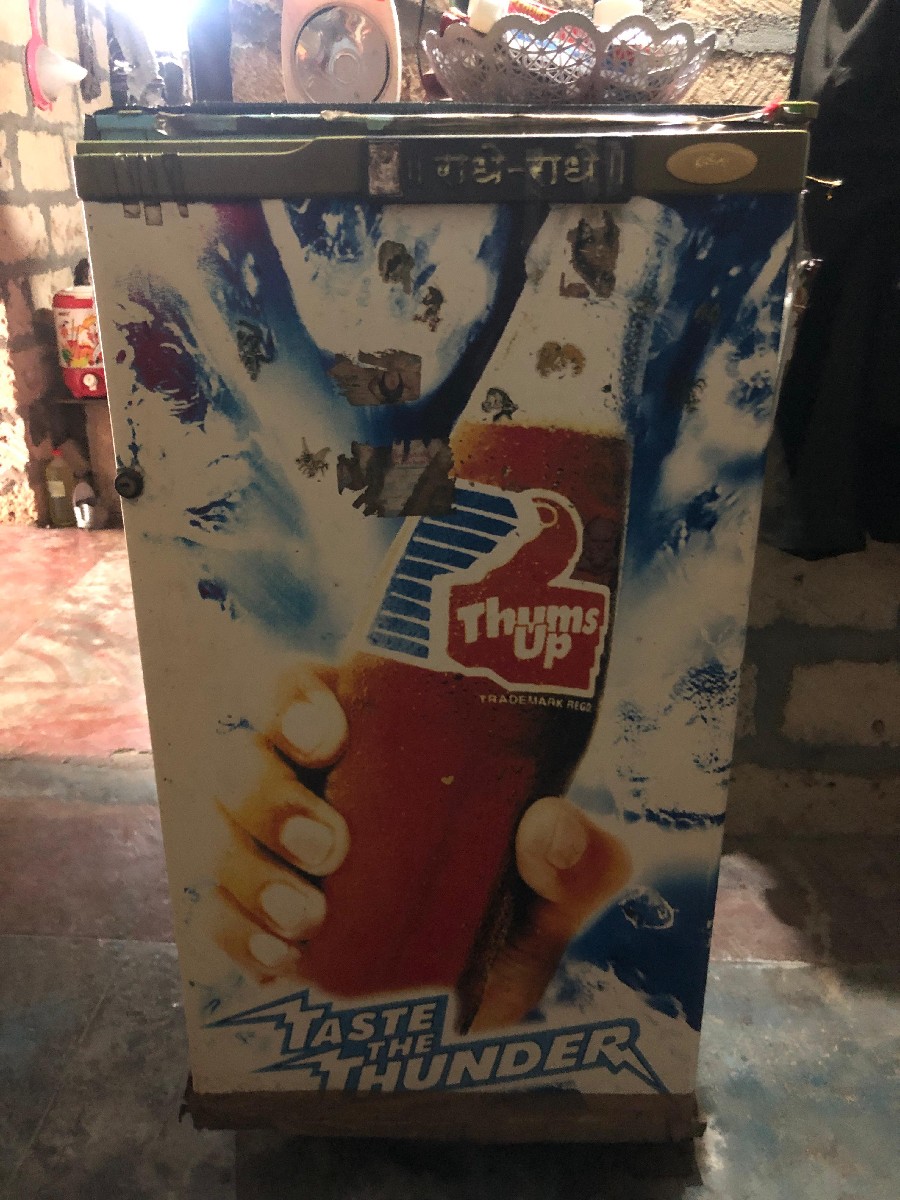 ॥ राधे-राधे ॥
Thums
Up
TRADEMARK REGD.
TASTE
THE
THUNDER